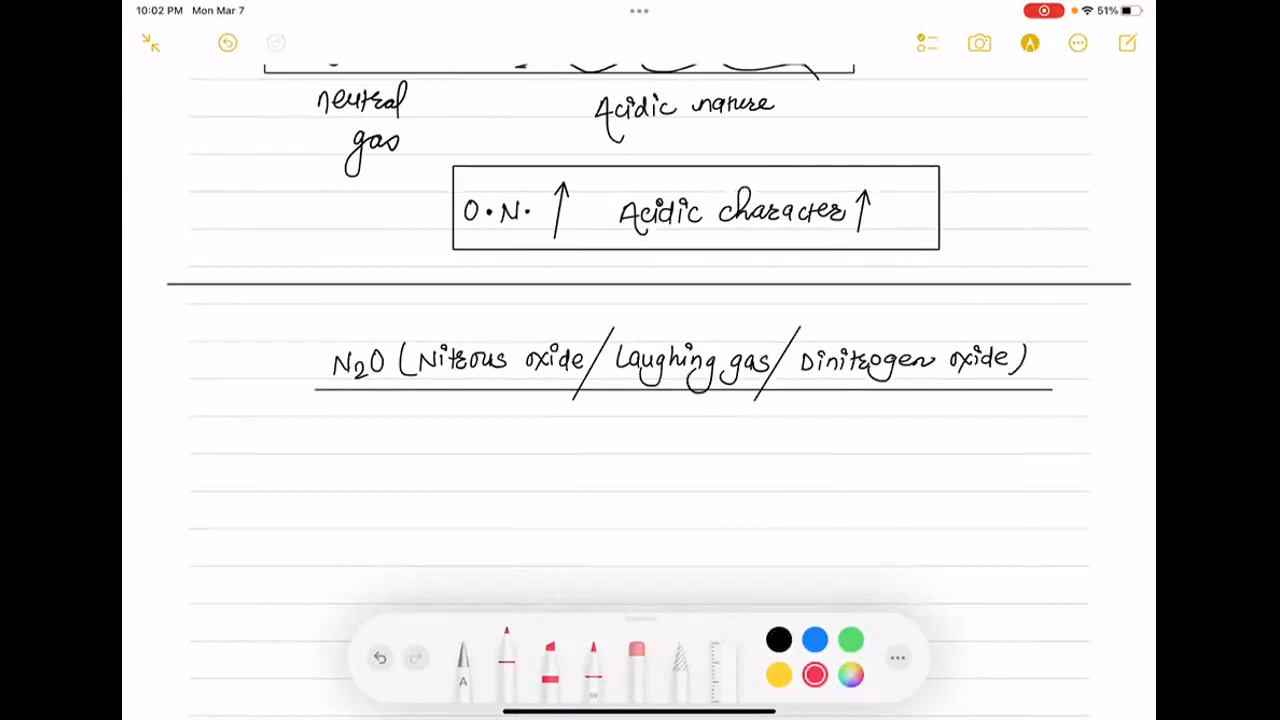 10:02 PM Mon Mar 7
51%
neutral Acidic nature
gas
O.N. ↑ Acidic character ↑
N₂O (Nitrous oxide / Laughing gas / Dinitrogen oxide)
A
50